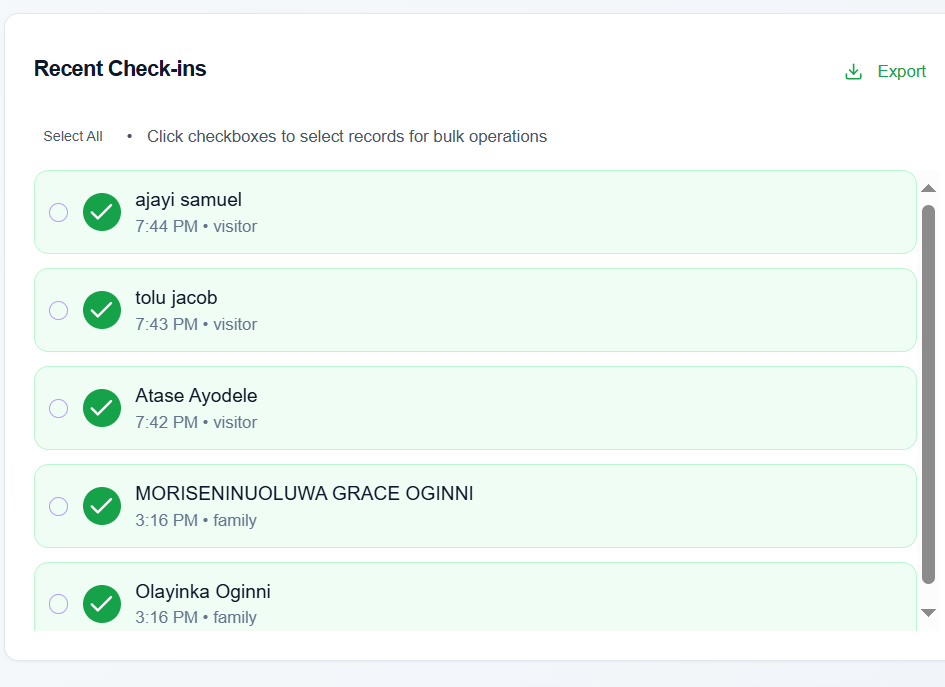 Recent Check-ins
Export
Select All • Click checkboxes to select records for bulk operations
ajayi samuel
7:44 PM • visitor
tolu jacob
7:43 PM • visitor
Atase Ayodele
7:42 PM • visitor
MORISENINUOLUWA GRACE OGINNI
3:16 PM • family
Olayinka Oginni
3:16 PM • family